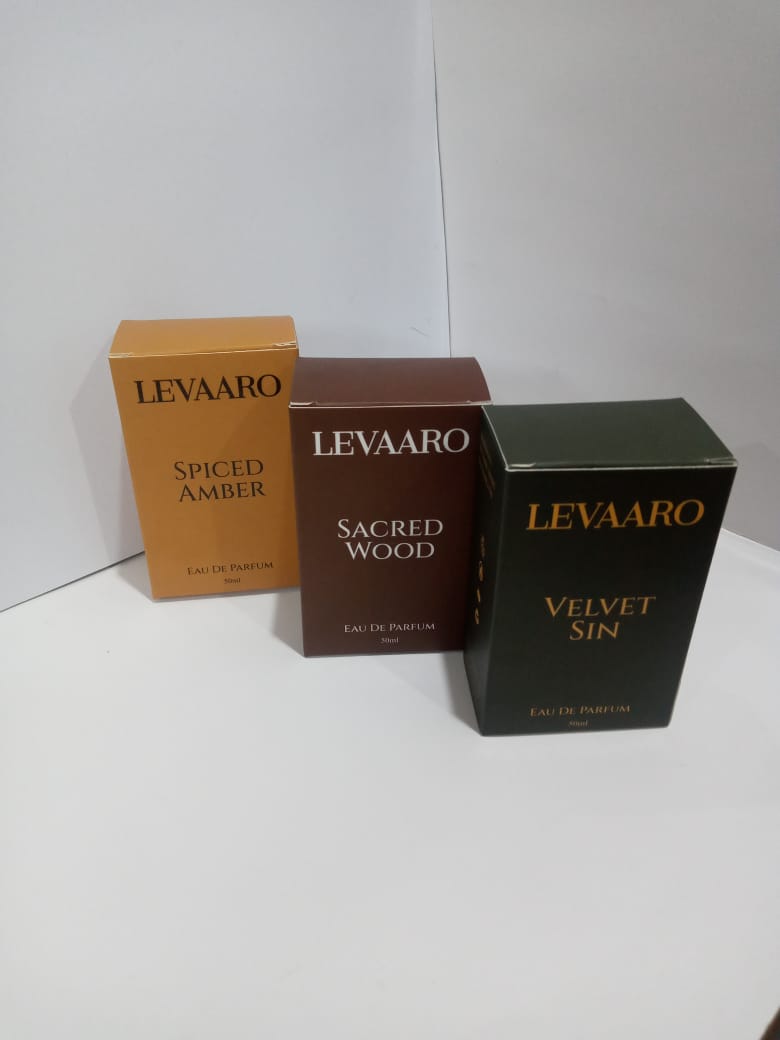 LEVAARO
SPICED
AMBER
EAU DE PARFUM
50ml
LEVAARO
SACRED
WOOD
EAU DE PARFUM
50ml
LEVAARO
VELVET
SIN
EAU DE PARFUM
50ml